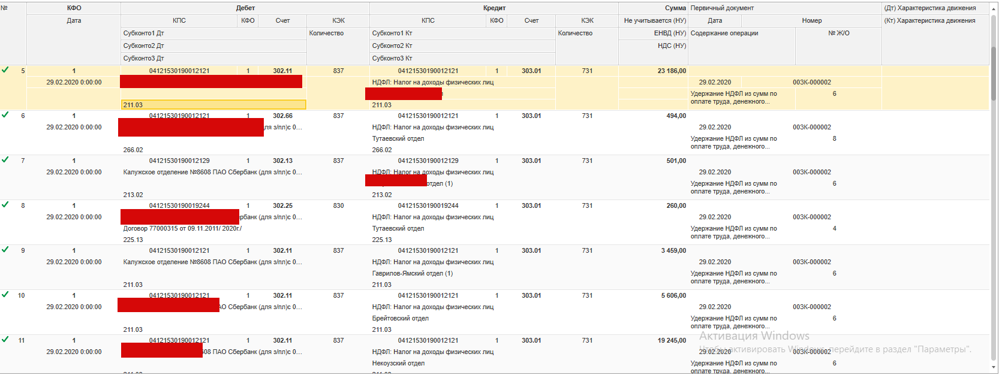 № КФО Дебет Кредит Сумма Первичный документ (Дт) Характеристика движения
Дата КПС КФО Счет КЭК КПС КФО Счет КЭК Не учитывается (НУ) Дата Номер (Кт) Характеристика движения
Субконто1 Дт Количество Субконто1 Кт Количество ЕНВД (НУ) Содержание операции № Ж/О
Субконто2 Дт Субконто2 Кт НДС (НУ)
Субконто3 Дт Субконто3 Кт
5 1 04121530190012121 1 302.11 837 04121530190012121 1 303.01 731 23 186,00
29.02.2020 0:00:00 НДФЛ: Налог на доходы физических лиц 29.02.2020 00ЗК-000002
Удержание НДФЛ из сумм по 6
оплате труда, денежного...
211.03 211.03
6 1 04121530190012121 1 302.66 837 04121530190012121 1 303.01 731 494,00
29.02.2020 0:00:00 для з/пл)с 0... НДФЛ: Налог на доходы физических лиц 29.02.2020 00ЗК-000002
Тутаевский отдел Удержание НДФЛ из сумм по 8
оплате труда, денежного...
266.02 266.02
7 1 04121530190012129 1 302.13 837 04121530190012129 1 303.01 731 501,00
29.02.2020 0:00:00 Калужское отделение №8608 ПАО Сбербанк (для з/пл)с 0... НДФЛ: Налог на доходы физических лиц 29.02.2020 00ЗК-000002
отдел (1) Удержание НДФЛ из сумм по 6
оплате труда, денежного...
213.02 213.02
8 1 04121530190019244 1 302.25 830 04121530190019244 1 303.01 731 260,00
29.02.2020 0:00:00 ербанк (для з/пл)с 0... НДФЛ: Налог на доходы физических лиц 29.02.2020 00ЗК-000002
Договор 77000315 от 09.11.2011/ 2020г./ Тутаевский отдел Удержание НДФЛ из сумм по 4
оплате труда, денежного...
225.13 225.13
9 1 04121530190012121 1 302.11 837 04121530190012121 1 303.01 731 3 459,00
29.02.2020 0:00:00 Калужское отделение №8608 ПАО Сбербанк (для з/пл)с 0... НДФЛ: Налог на доходы физических лиц 29.02.2020 00ЗК-000002
Гаврилов-Ямский отдел (1) Удержание НДФЛ из сумм по 6
оплате труда, денежного...
211.03 211.03
10 1 04121530190012121 1 302.11 837 04121530190012121 1 303.01 731 5 606,00
29.02.2020 0:00:00 АО Сбербанк (для з/пл)с 0... НДФЛ: Налог на доходы физических лиц 29.02.2020 00ЗК-000002
Брейтовский отдел Удержание НДФЛ из сумм по 6
оплате труда, денежного...
211.03 211.03
Активация Windows
11 1 04121530190012121 1 302.11 837 04121530190012121 1 303.01 731 19 245,00
Чтобы активировать Windows, перейдите в раздел "Параметры".
29.02.2020 0:00:00 608 ПАО Сбербанк (для з/пл)с 0... НДФЛ: Налог на доходы физических лиц 29.02.2020 00ЗК-000002
Некоузский отдел Удержание НДФЛ из сумм по 6
оплате труда, денежного...